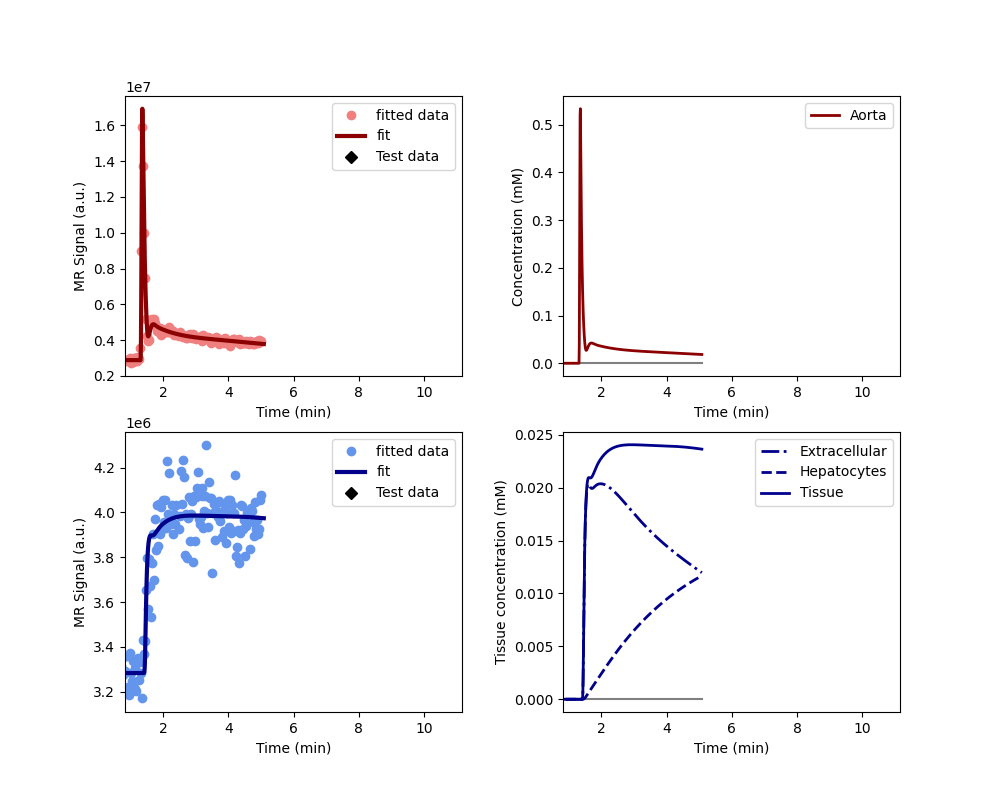 1e7
MR Signal (a.u.)
1.6
1.4
1.2
1.0
0.8
0.6
0.4
0.2
2 4 6 8 10
Time (min)
fitted data
fit
Test data
Concentration (mM)
0.5
0.4
0.3
0.2
0.1
0.0
2 4 6 8 10
Time (min)
Aorta
1e6
MR Signal (a.u.)
4.2
4.0
3.8
3.6
3.4
3.2
2 4 6 8 10
Time (min)
fitted data
fit
Test data
Tissue concentration (mM)
0.025
0.020
0.015
0.010
0.005
0.000
2 4 6 8 10
Time (min)
Extracellular
Hepatocytes
Tissue